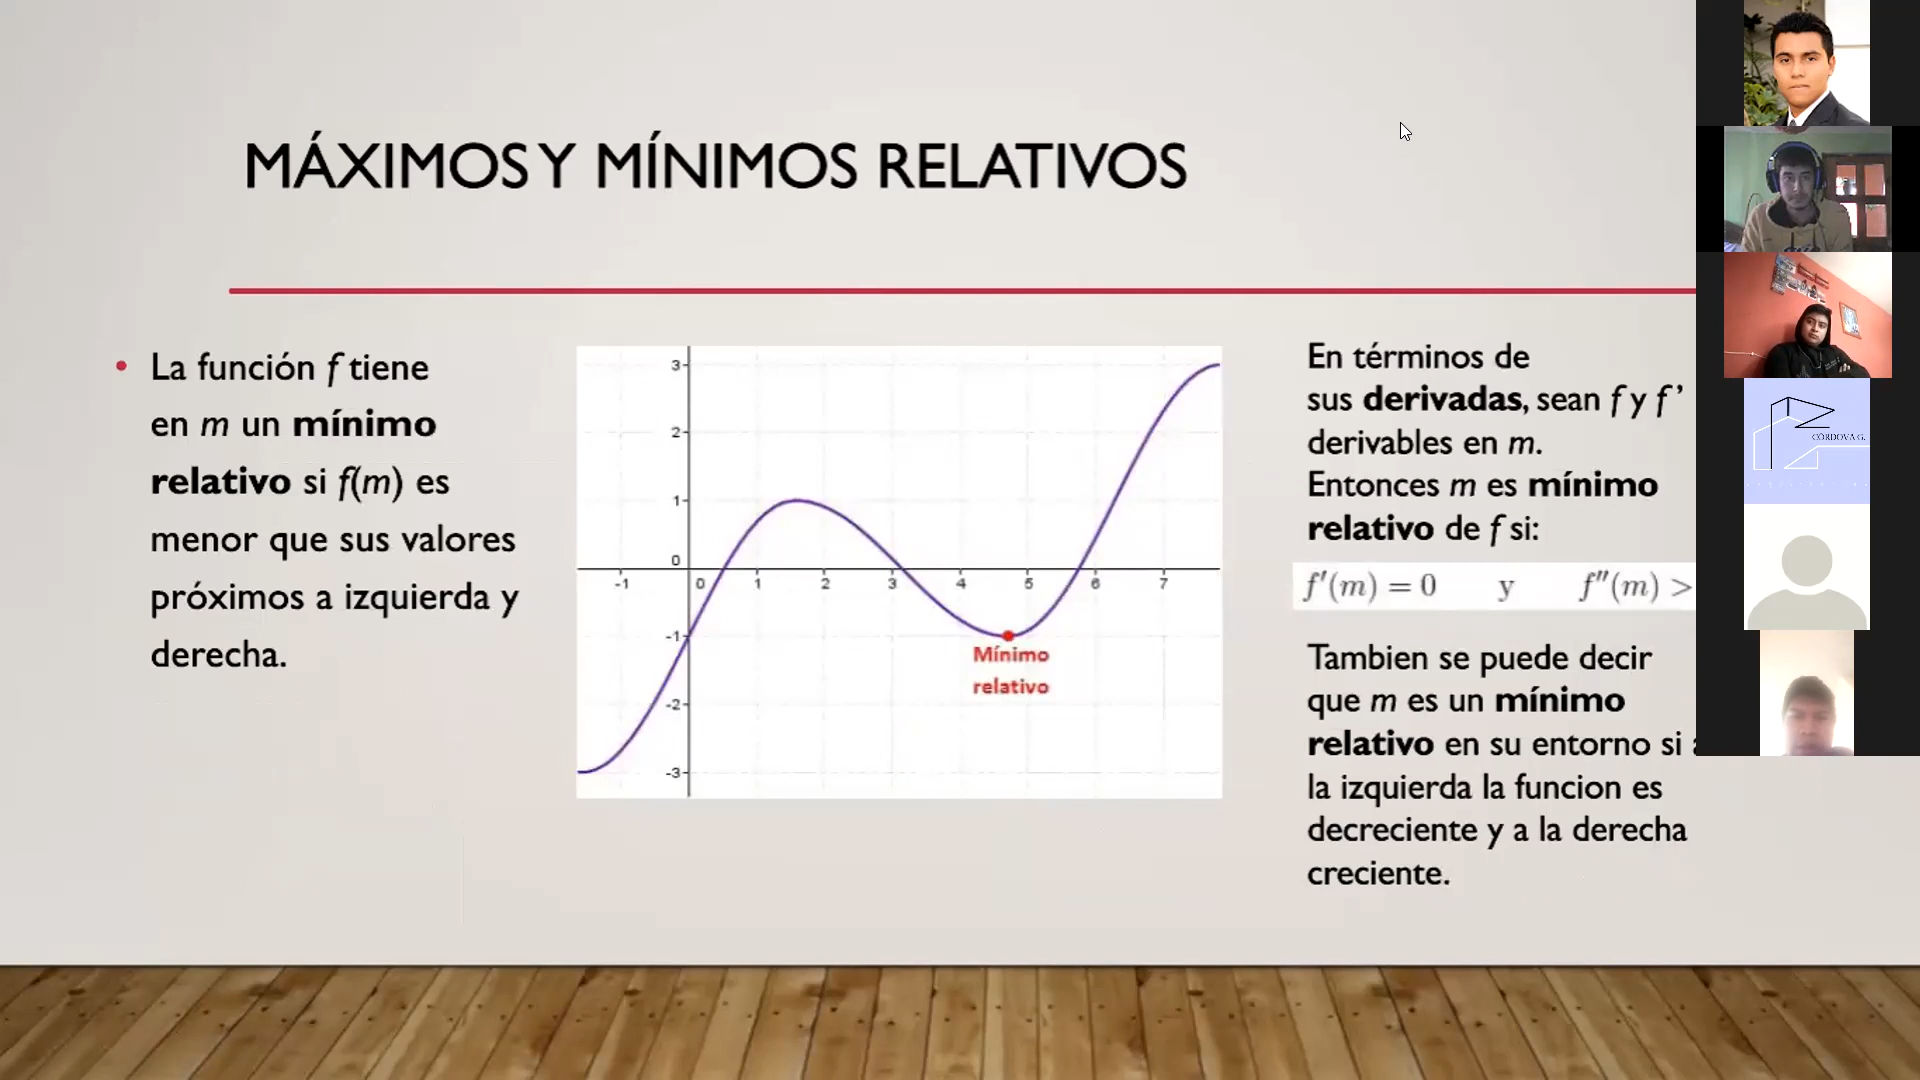 MÁXIMOS Y MÍNIMOS RELATIVOS
• La función f tiene
en m un mínimo
relativo si f(m) es
menor que sus valores
próximos a izquierda y
derecha.
3
2
1
0
-1
-2
-3
-1 0 1 2 3 4 5 6 7
Mínimo
relativo
En términos de
sus derivadas, sean f y f’
derivables en m.
Entonces m es mínimo
relativo de f si:
f′(m) = 0 y f″(m) >
Tambien se puede decir
que m es un mínimo
relativo en su entorno si
la izquierda la funcion es
decreciente y a la derecha
creciente.
CÓRDOVA G.